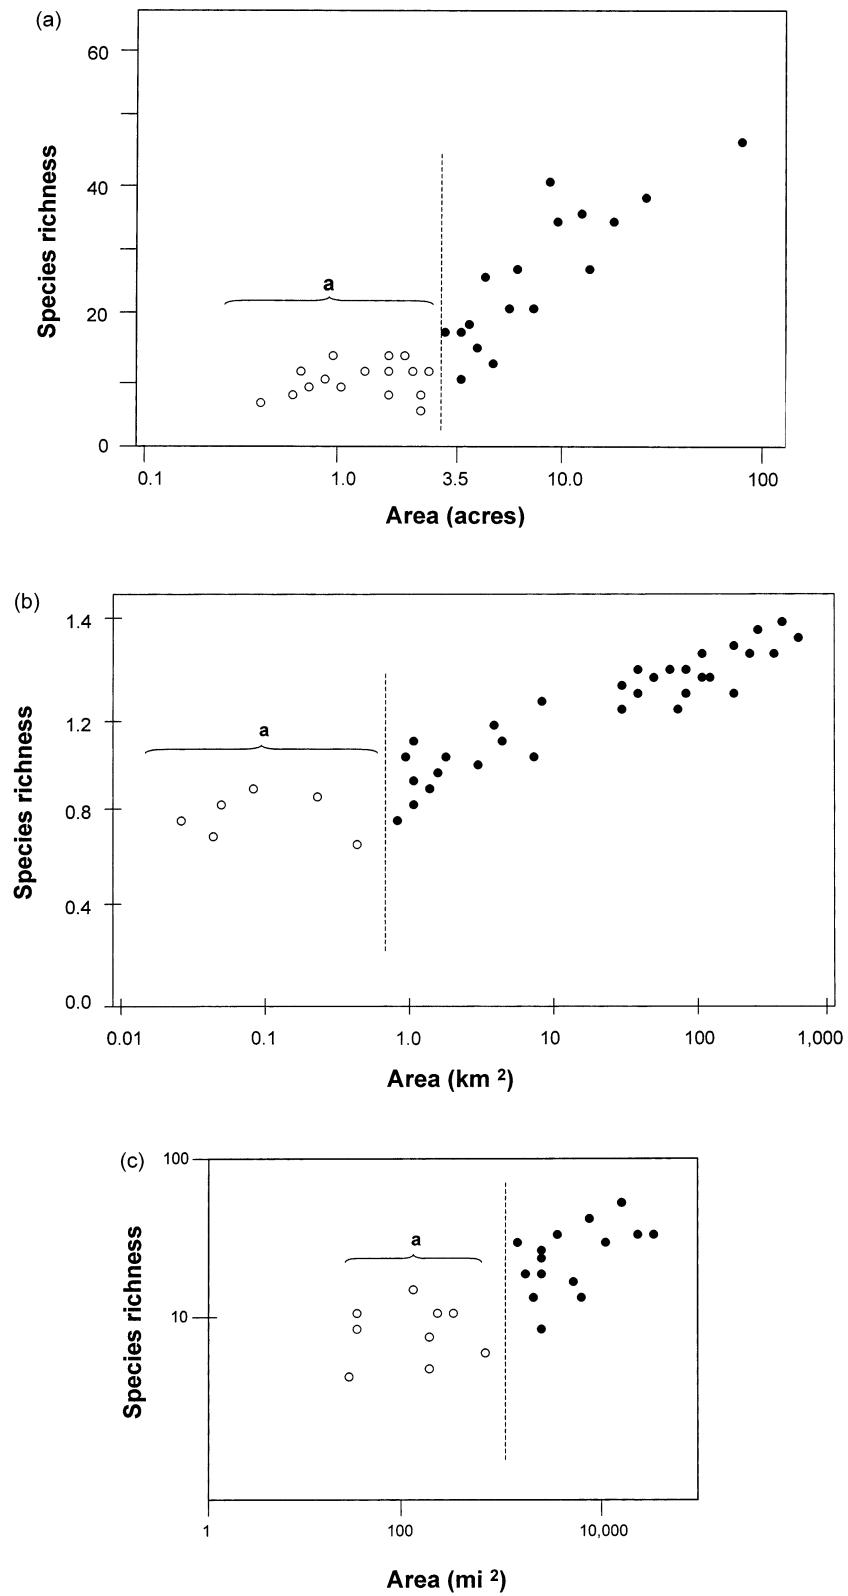 (a)
60
40
20
0
Species richness
a
0.1 1.0 3.5 10.0 100
Area (acres)
(b)
1.4
1.2
0.8
0.4
0.0
Species richness
a
0.01 0.1 1.0 10 100 1,000
Area (km 2)
(c)
100
10
Species richness
a
1 100 10,000
Area (mi 2)